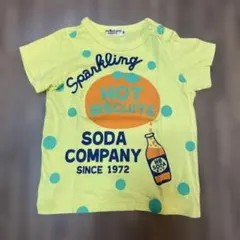 Sparkling
HOT
BISCUITS
SODA
COMPANY
SINCE 1972